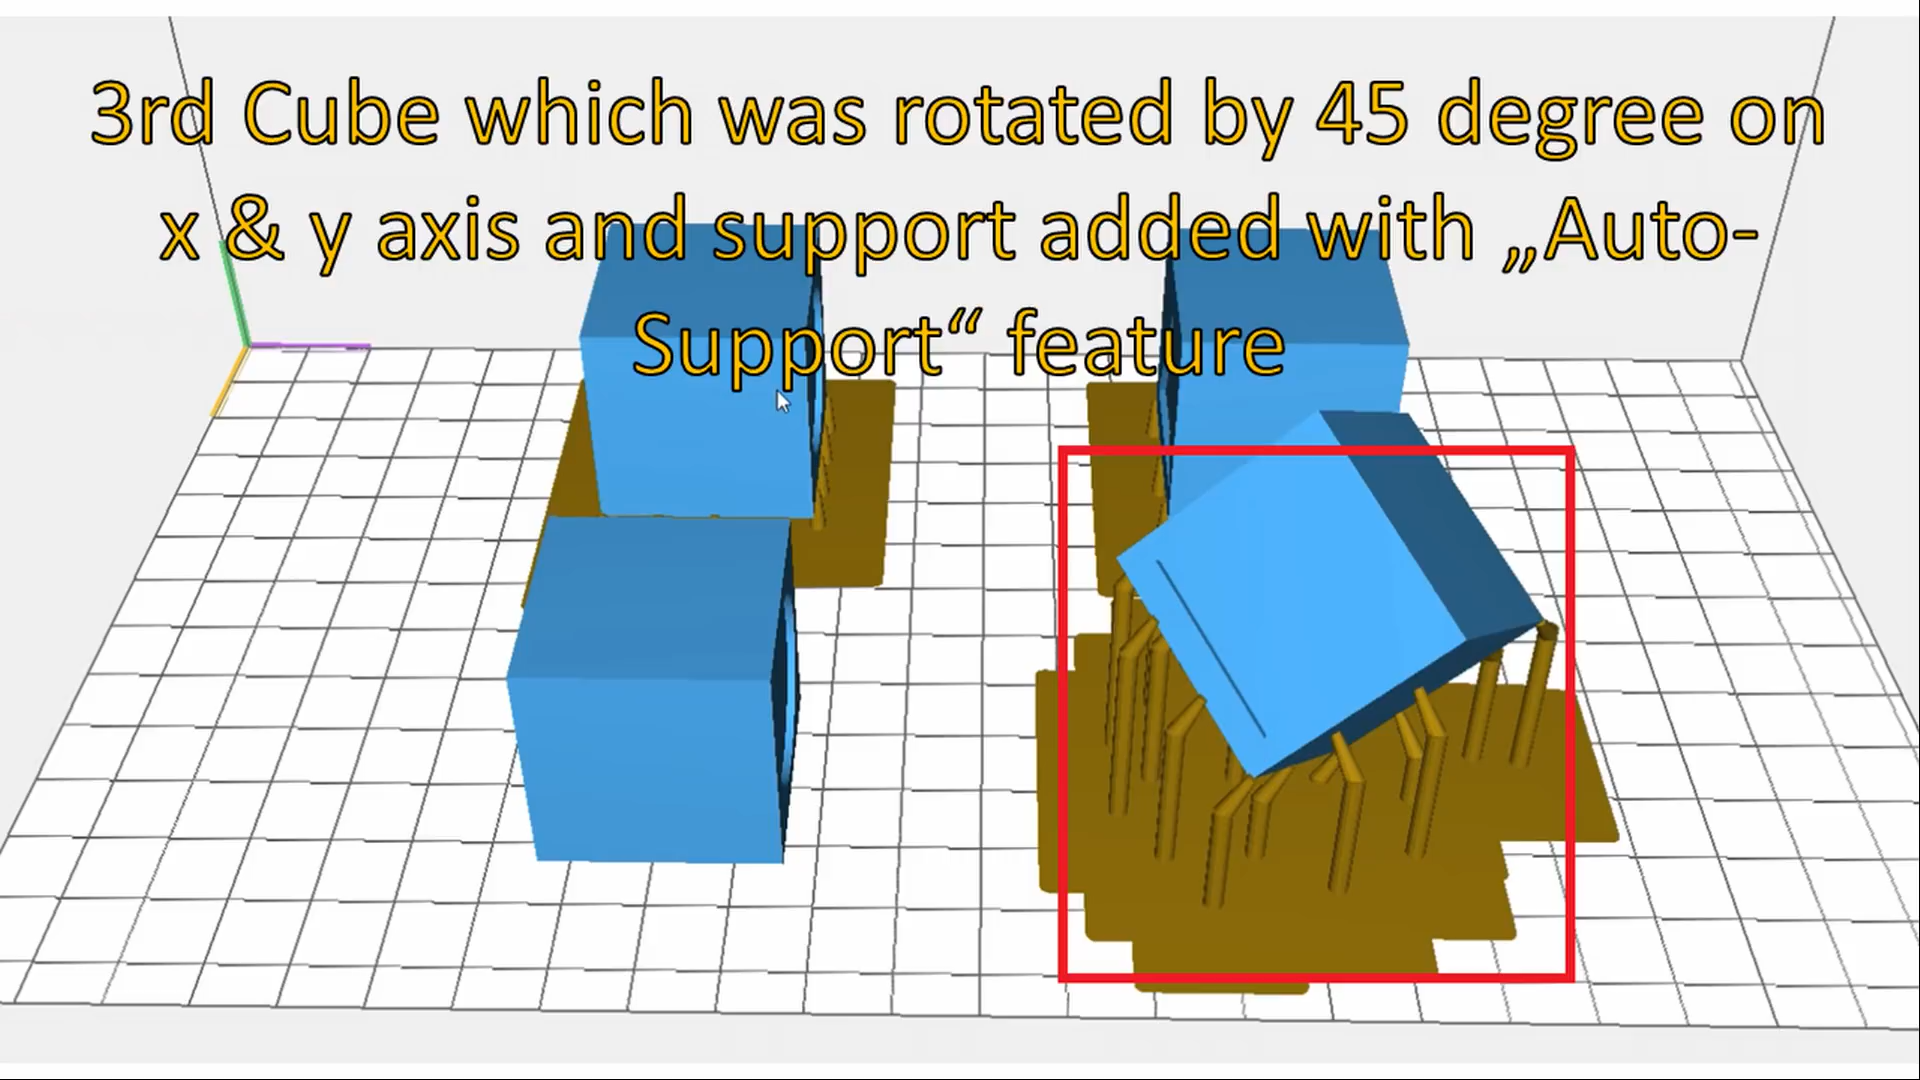 3rd Cube which was rotated by 45 degree on
x & y axis and support added with „Auto-
Support“ feature